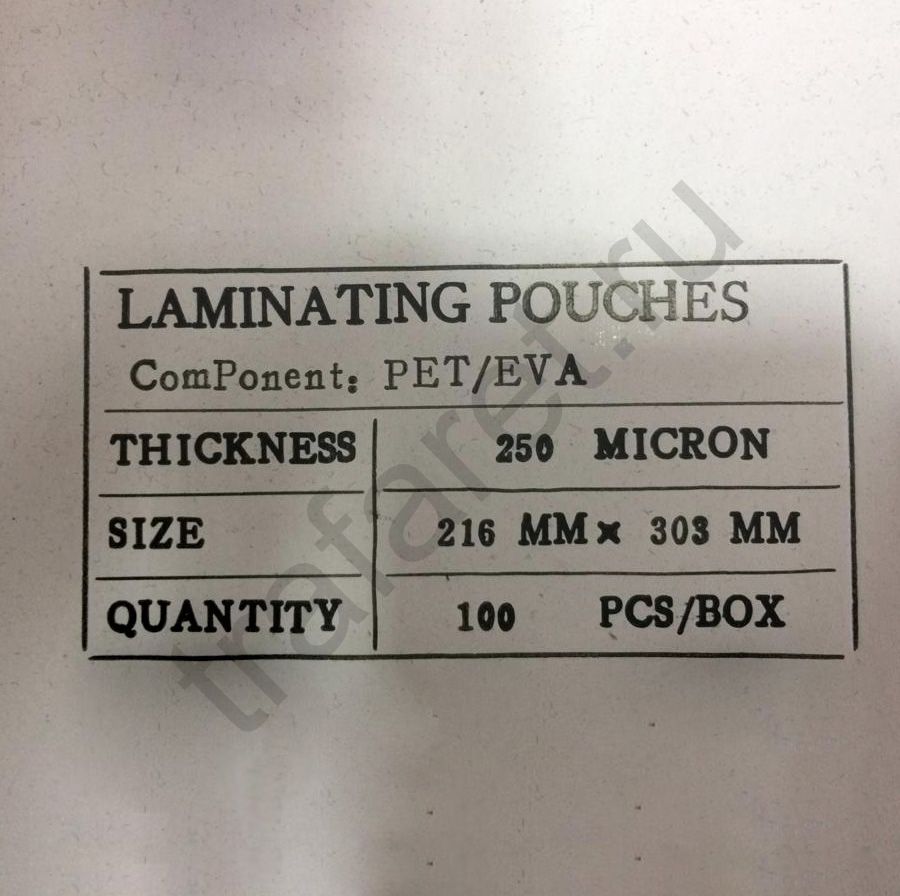 LAMINATING POUCHES
ComPonent: PET/EVA
THICKNESS 250 MICRON
SIZE 216 MM x 303 MM
QUANTITY 100 PCS/BOX
trafaret.ru